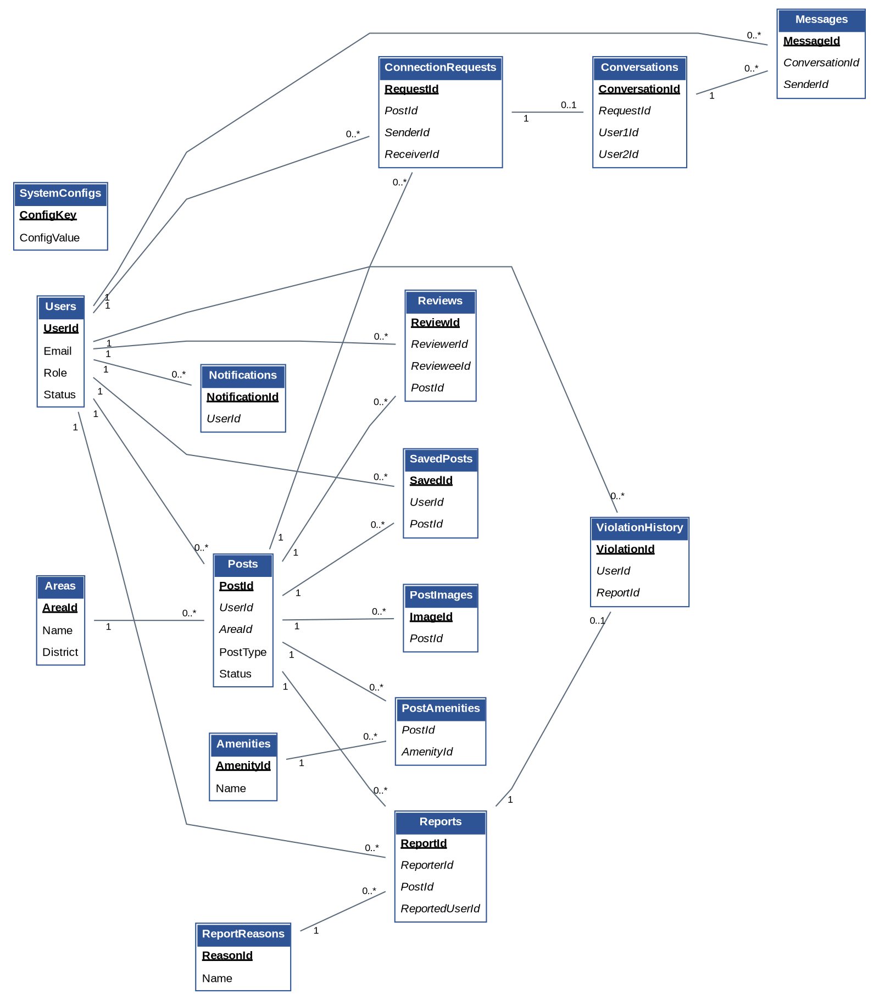 Messages
MessageId
ConversationId
SenderId
0..*
0..*
1
ConnectionRequests
RequestId
PostId
SenderId
ReceiverId
0..*
0..*
1
0..1
Conversations
ConversationId
RequestId
User1Id
User2Id
SystemConfigs
ConfigKey
ConfigValue
Users
UserId
Email
Role
Status
1
1
1
1
1
1
1
1
Reviews
ReviewId
ReviewerId
RevieweeId
PostId
0..*
0..*
Notifications
NotificationId
UserId
0..*
SavedPosts
SavedId
UserId
PostId
0..*
0..*
ViolationHistory
ViolationId
UserId
ReportId
0..*
0..1
Posts
PostId
UserId
AreaId
PostType
Status
0..*
0..*
1
1
1
1
1
1
Areas
AreaId
Name
District
1
PostImages
ImageId
PostId
0..*
PostAmenities
PostId
AmenityId
0..*
0..*
Amenities
AmenityId
Name
1
Reports
ReportId
ReporterId
PostId
ReportedUserId
0..*
0..*
0..*
1
ReportReasons
ReasonId
Name
1